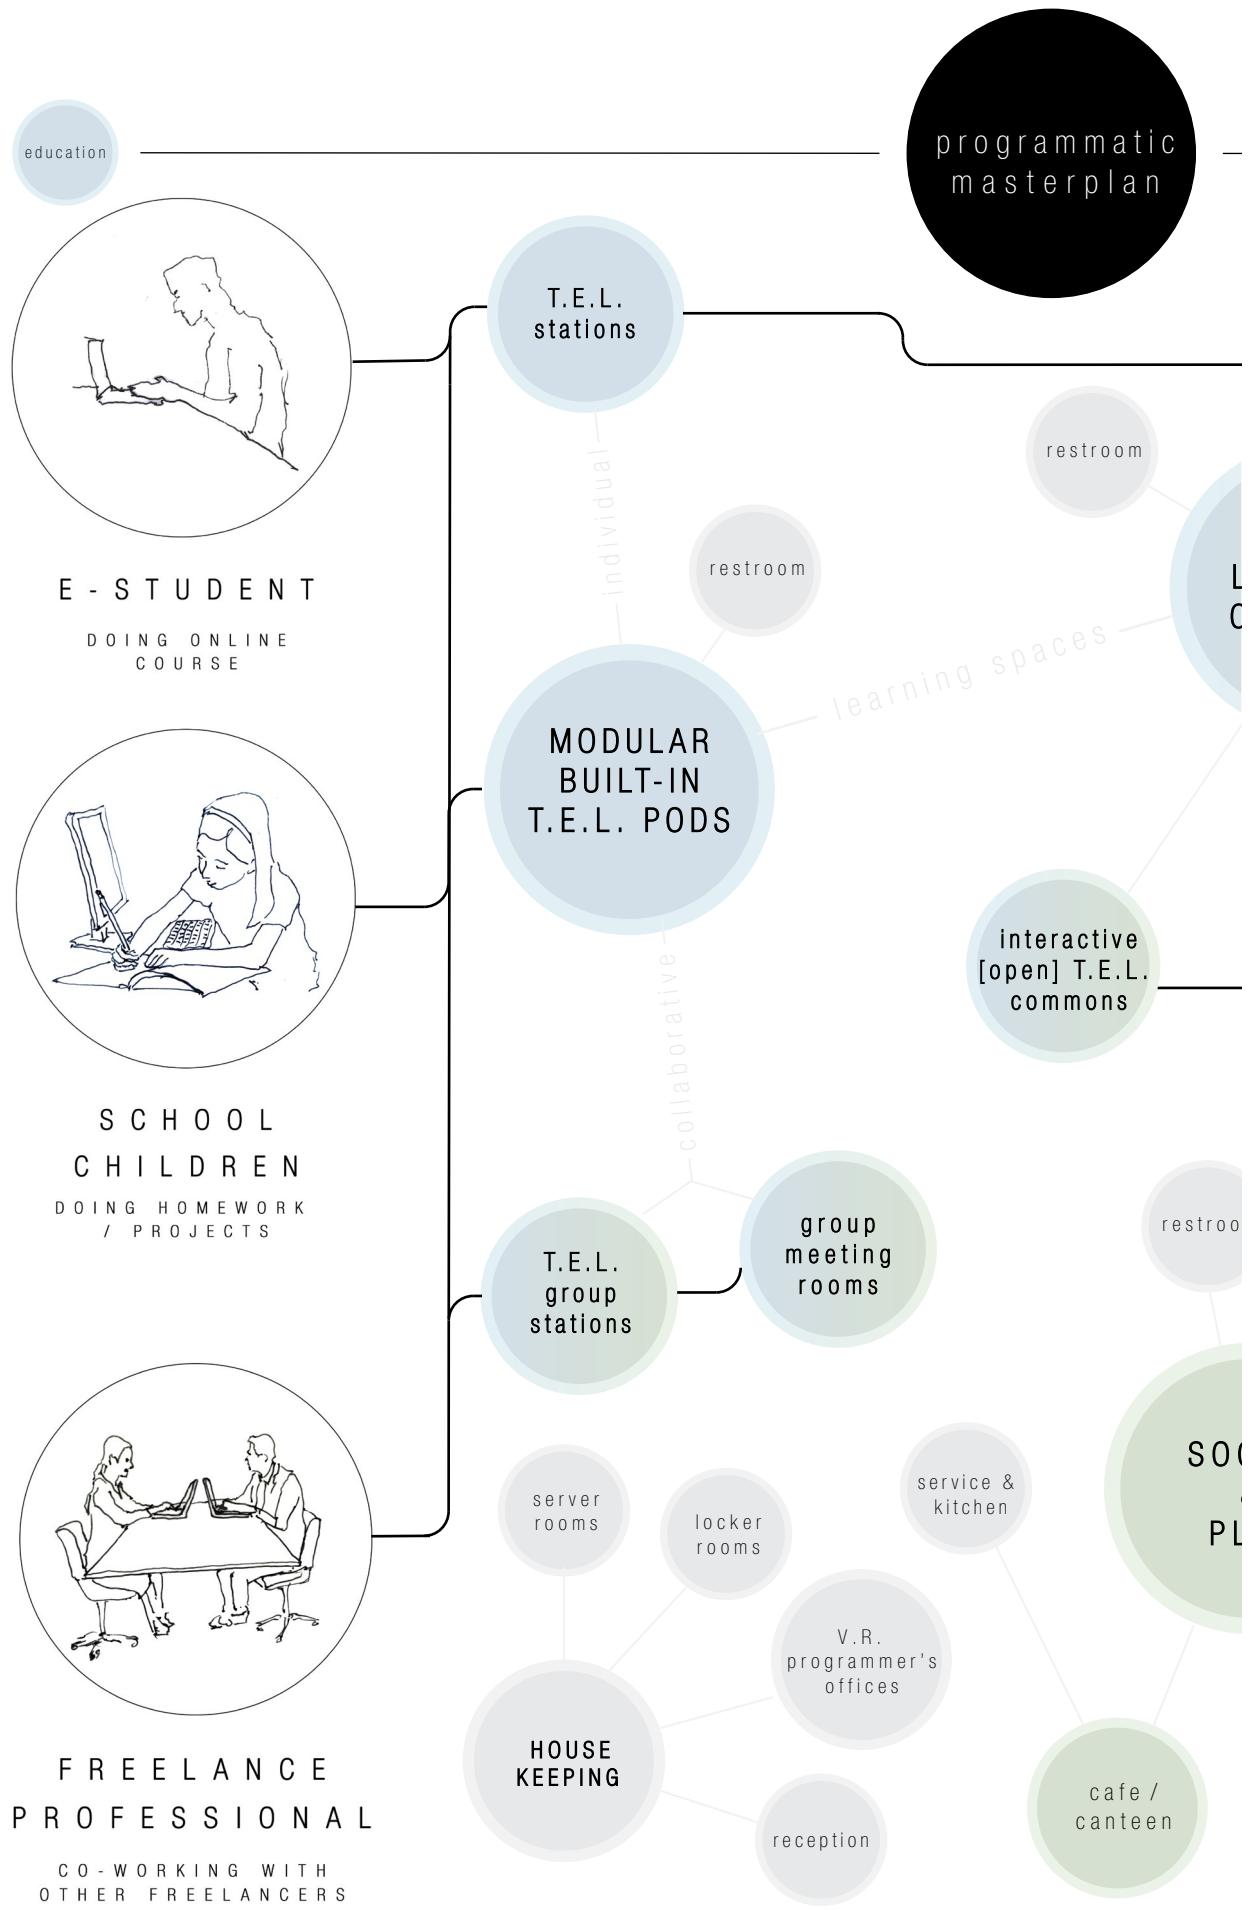 programmatic
masterplan
education
T.E.L.
stations
individual
restroom
restroom
E-STUDENT
DOING ONLINE
COURSE
learning spaces
MODULAR
BUILT-IN
T.E.L. PODS
collaborative
interactive
[open] T.E.L.
commons
SCHOOL
CHILDREN
DOING HOMEWORK
/ PROJECTS
group
meeting
rooms
T.E.L.
group
stations
server
rooms
locker
rooms
service &
kitchen
V.R.
programmer's
offices
HOUSE
KEEPING
reception
cafe /
canteen
FREELANCE
PROFESSIONAL
CO-WORKING WITH
OTHER FREELANCERS